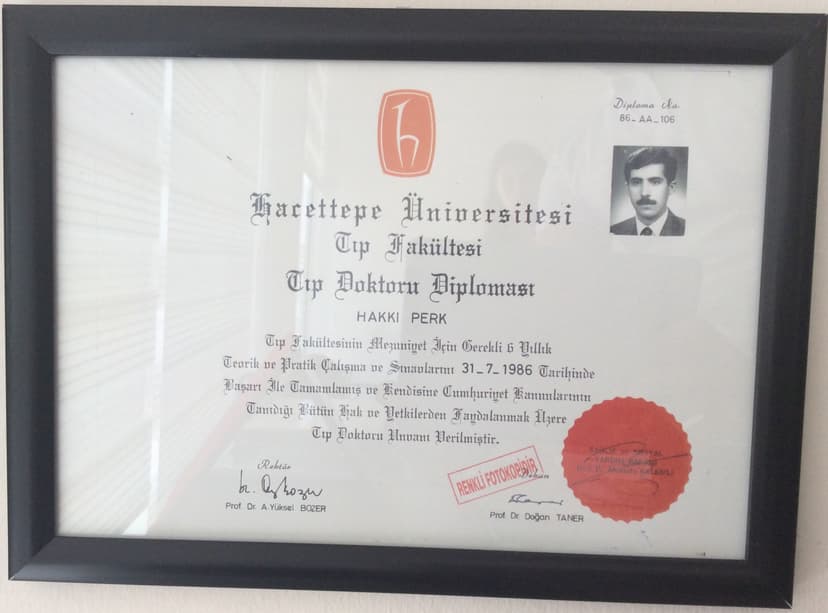 Diploma No.
86-AA-106
Hacettepe Üniversitesi
Tıp Fakültesi
Tıp Doktoru Diploması
HAKKI PERK
Tıp Fakültesinin Mezuniyet İçin Gerekli 6 Yıllık
Teorik ve Pratik Çalışma ve Sınavlarını 31-7-1986 Tarihinde
Başarı İle Tamamlamış ve Kendisine Cumhuriyet Kanunlarının
Tanıdığı Bütün Hak ve Yetkilerden Faydalanmak Üzere
Tıp Doktoru Unvanı Verilmiştir.
Rektör
Prof. Dr. A.Yüksel BOZER
RENKLİ FOTOKOPİDİR
Dekan
Prof. Dr. Doğan TANER